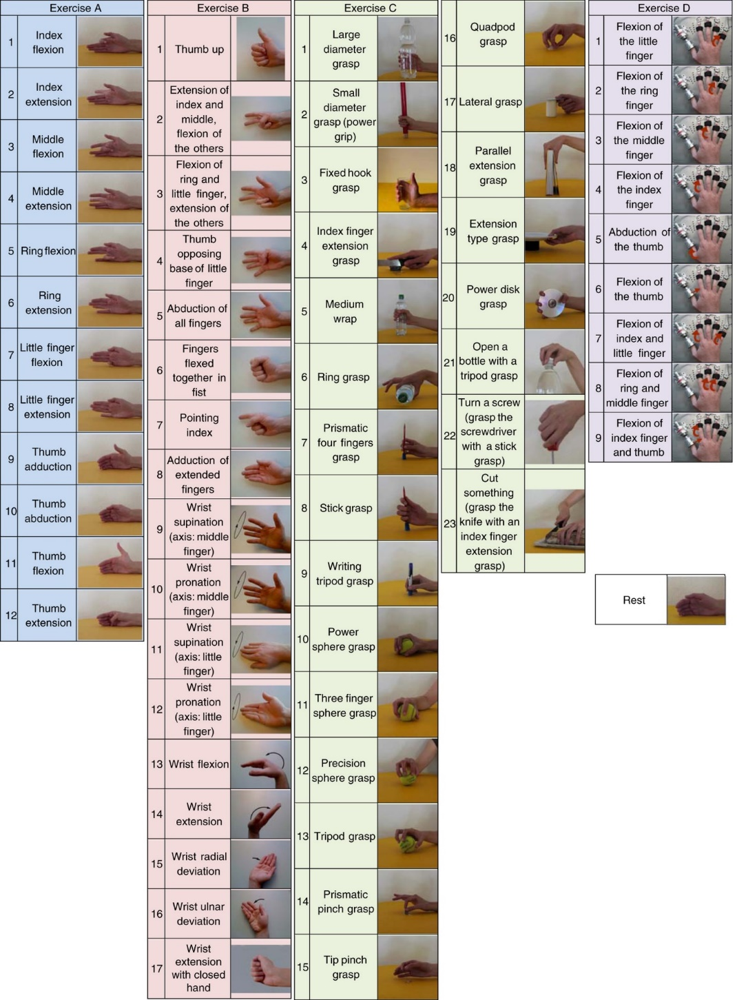 Exercise A
1
Index
flexion
2
Index
extension
3
Middle
flexion
4
Middle
extension
5
Ring flexion
6
Ring
extension
7
Little finger
flexion
8
Little finger
extension
9
Thumb
adduction
10
Thumb
abduction
11
Thumb
flexion
12
Thumb
extension
Exercise B
1
Thumb up
2
Extension of
index and
middle,
flexion of
the others
3
Flexion of
ring and
little finger,
extension of
the others
4
Thumb
opposing
base of little
finger
5
Abduction of
all fingers
6
Fingers
flexed
together in
fist
7
Pointing
index
8
Adduction of
extended
fingers
9
Wrist
supination
(axis: middle
finger)
10
Wrist
pronation
(axis: middle
finger)
11
Wrist
supination
(axis: little
finger)
12
Wrist
pronation
(axis: little
finger)
13
Wrist flexion
14
Wrist
extension
15
Wrist radial
deviation
16
Wrist ulnar
deviation
17
Wrist
extension
with closed
hand
Exercise C
1
Large
diameter
grasp
2
Small
diameter
grasp (power
grip)
3
Fixed hook
grasp
4
Index finger
extension
grasp
5
Medium
wrap
6
Ring grasp
7
Prismatic
four fingers
grasp
8
Stick grasp
9
Writing
tripod grasp
10
Power
sphere grasp
11
Three finger
sphere grasp
12
Precision
sphere grasp
13
Tripod grasp
14
Prismatic
pinch grasp
15
Tip pinch
grasp
16
Quadpod
grasp
17
Lateral grasp
18
Parallel
extension
grasp
19
Extension
type grasp
20
Power disk
grasp
21
Open a
bottle with a
tripod grasp
22
Turn a screw
(grasp the
screwdriver
with a stick
grasp)
23
Cut
something
(grasp the
knife with an
index finger
extension
grasp)
Exercise D
1
Flexion of
the little
finger
2
Flexion of
the ring
finger
3
Flexion of
the middle
finger
4
Flexion of
the index
finger
5
Abduction of
the thumb
6
Flexion of
the thumb
7
Flexion of
index and
little finger
8
Flexion of
ring and
middle finger
9
Flexion of
index finger
and thumb
Rest